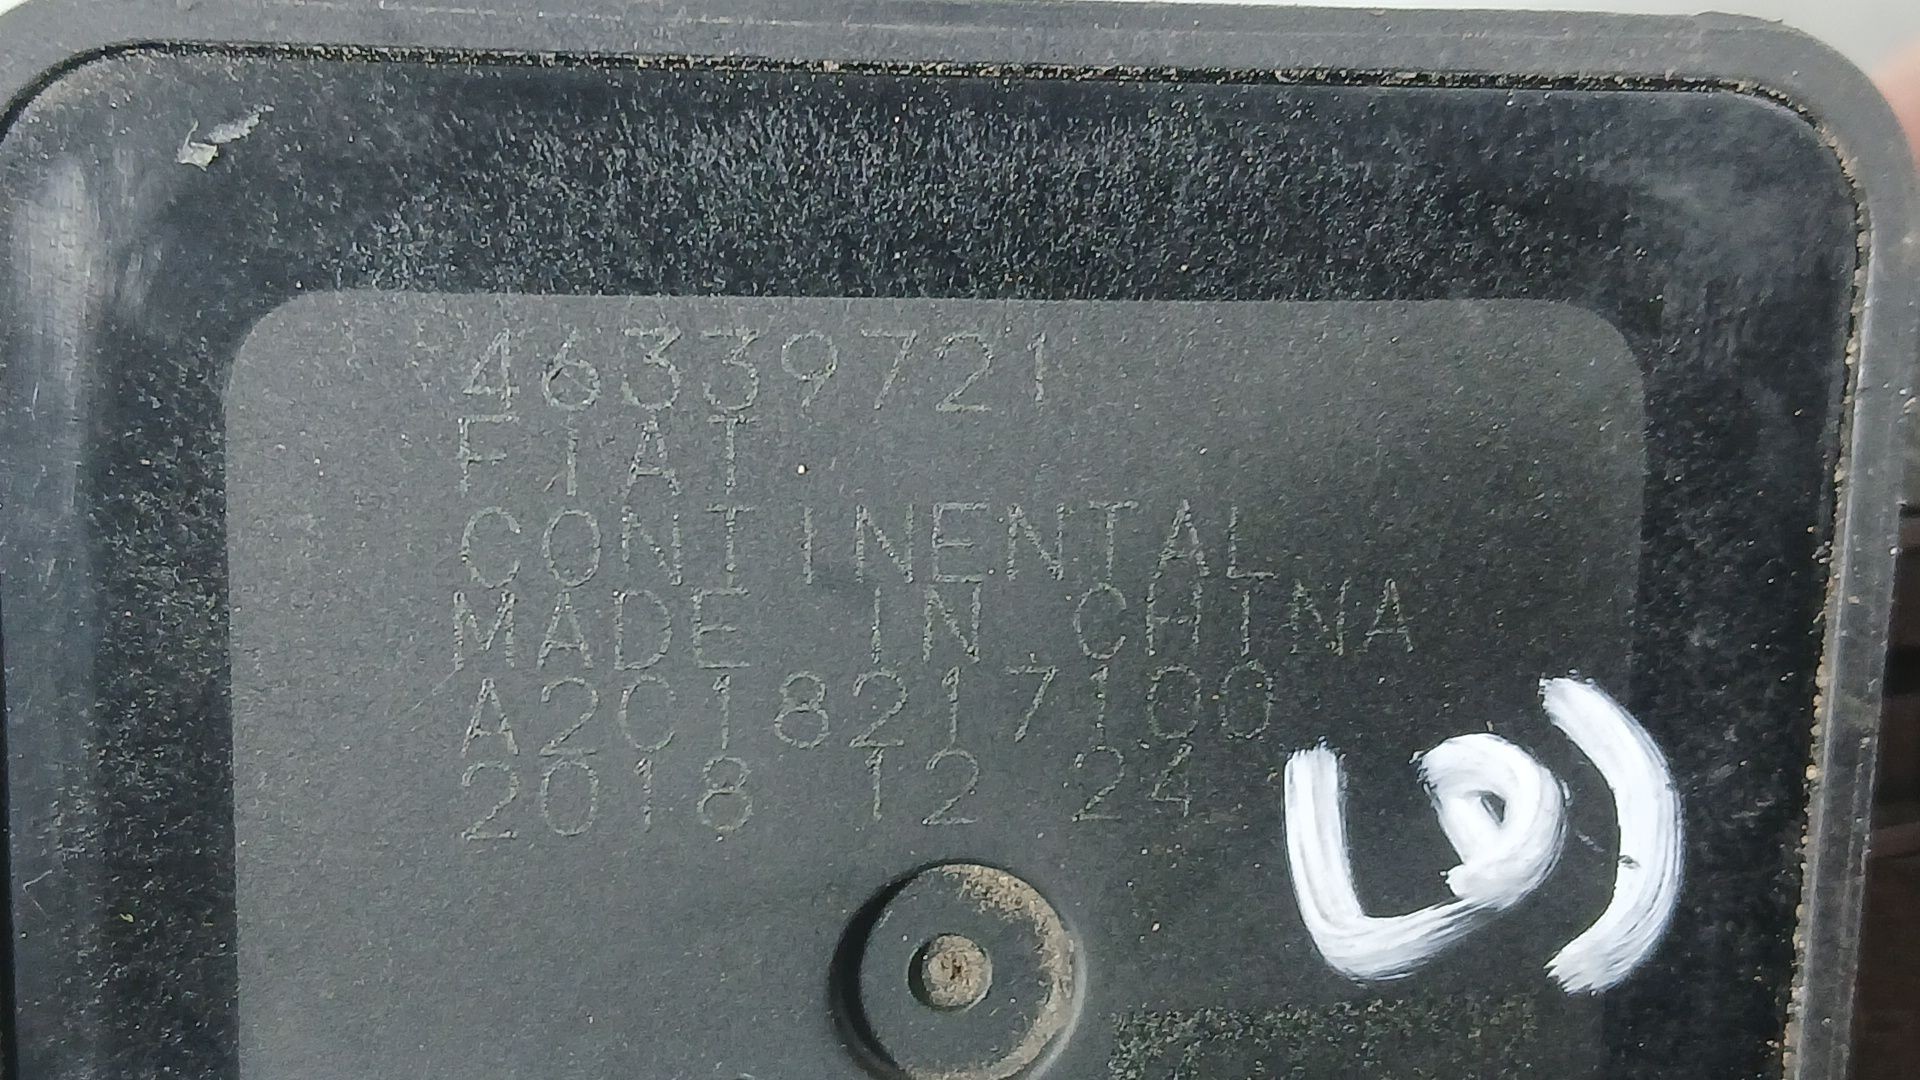 46339721
FIAT
CONTINENTAL
MADE IN CHINA
A2C18217100
2018 12 24